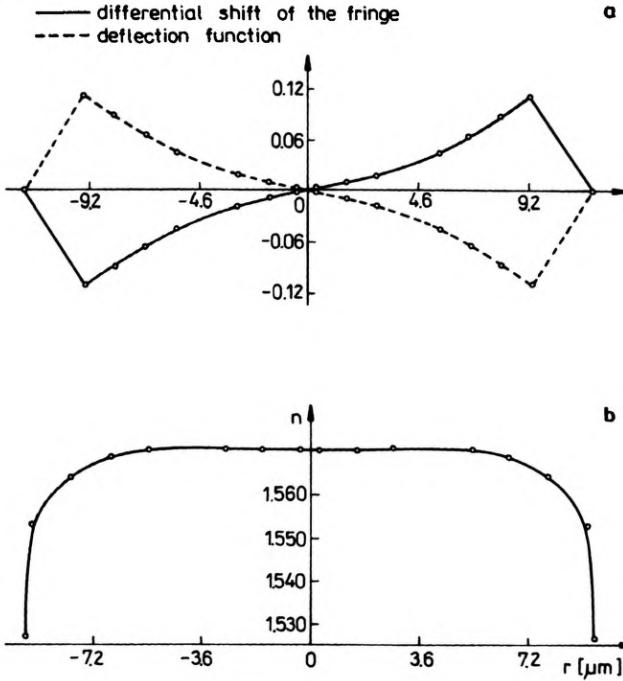 differential shift of the fringe a
deflection function
0.12
0.06
-9.2 -4.6 0 4.6 9.2
-0.06
-0.12
n b
1.560
1.550
1.540
1.530
-7.2 -3.6 0 3.6 7.2 r [μm]